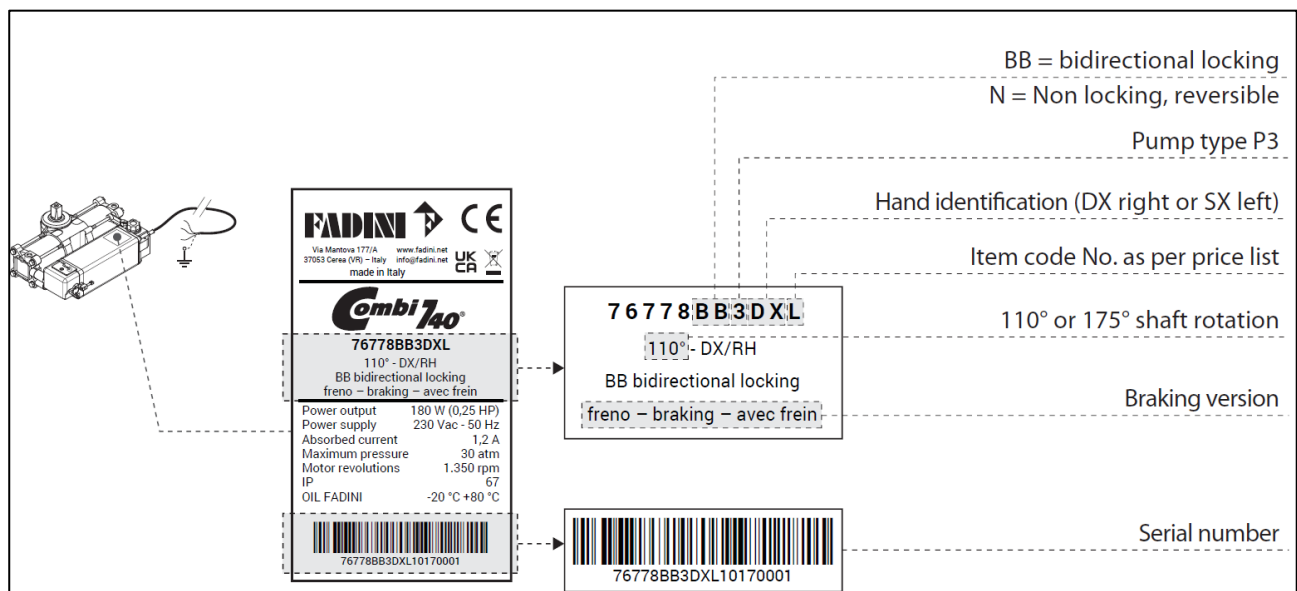 BB = bidirectional locking
N = Non locking, reversible
Pump type P3
Hand identification (DX right or SX left)
Item code No. as per price list
110° or 175° shaft rotation
Braking version
Serial number
FADINI CE
Via Mantova 177/A www.fadini.net
37053 Cerea (VR) – Italy info@fadini.net
UK
CA
made in Italy
Combi 740®
76778BB3DXL
110° - DX/RH
BB bidirectional locking
freno – braking – avec frein
Power output 180 W (0,25 HP)
Power supply 230 Vac - 50 Hz
Absorbed current 1,2 A
Maximum pressure 30 atm
Motor revolutions 1.350 rpm
IP 67
OIL FADINI -20 °C +80 °C
76778BB3DXL10170001
76778BB3DXL
110° - DX/RH
BB bidirectional locking
freno – braking – avec frein
76778BB3DXL10170001